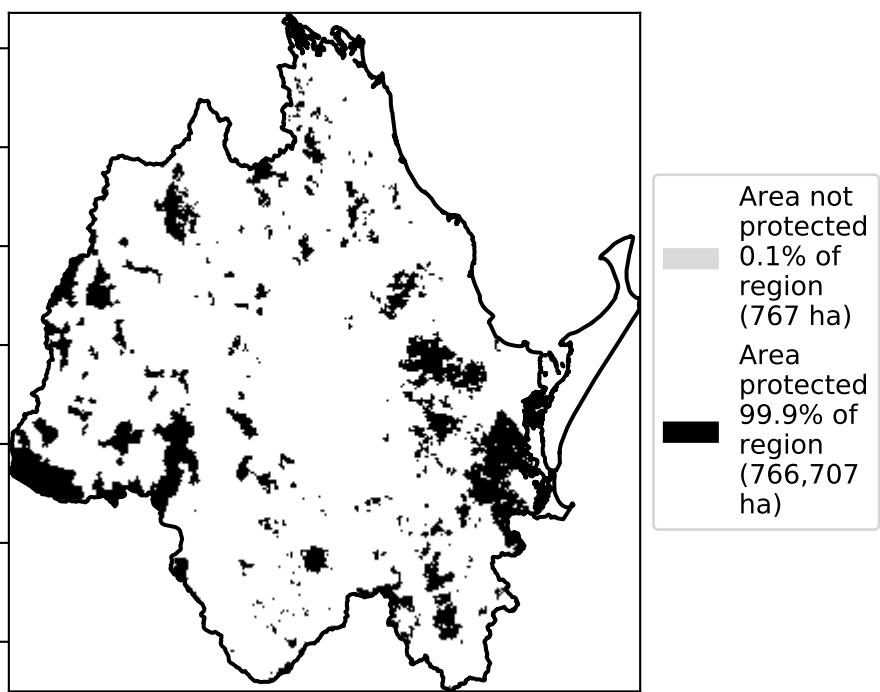 Area not
protected
0.1% of
region
(767 ha)
Area
protected
99.9% of
region
(766,707
ha)